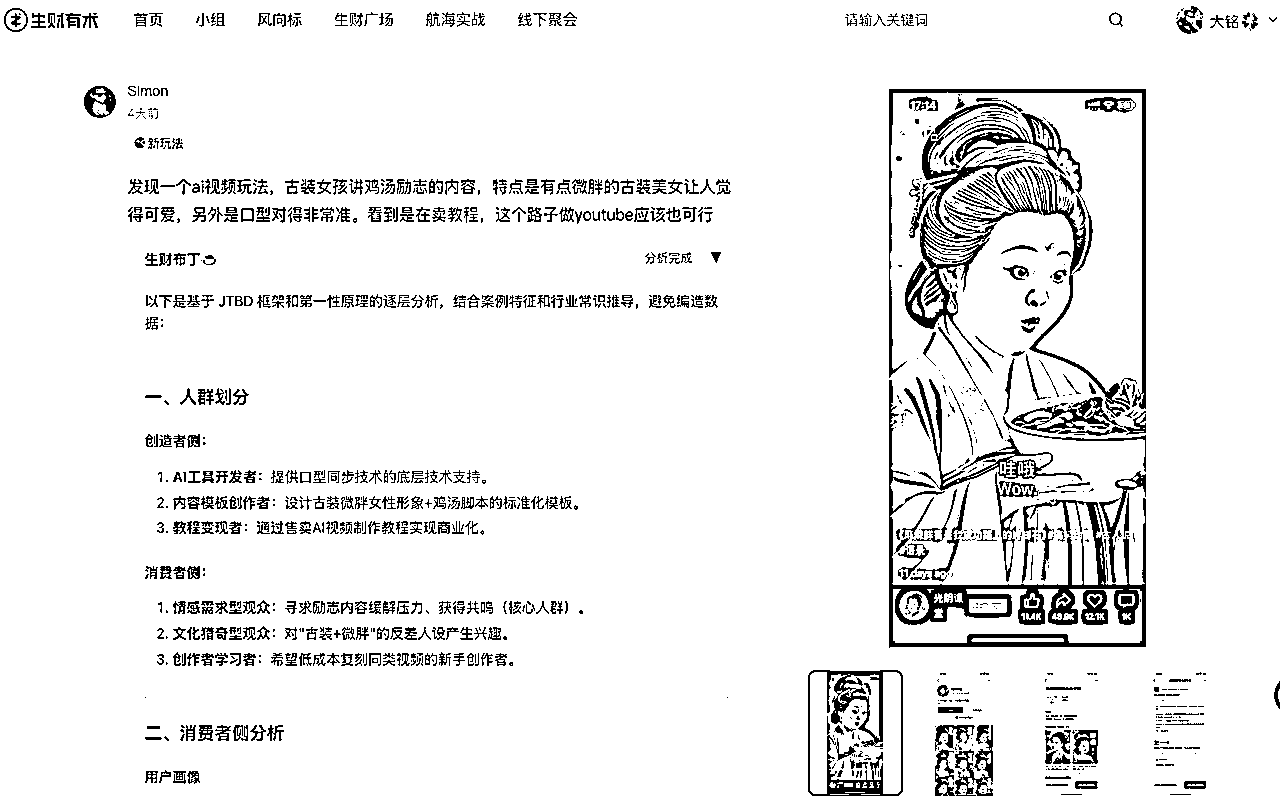 生财有术 首页 小组 风向标 生财广场 航海实战 线下聚会 请输入关键词 大铭
Simon
4天前
新玩法
发现一个ai视频玩法，古装女孩讲鸡汤励志的内容，特点是有点微胖的古装美女让人觉
得可爱，另外是口型对得非常准。看到是在卖教程，这个路子做youtube应该也可行
生财布丁 分析完成 ▼
以下是基于 JTBD 框架和第一性原理的逐层分析，结合案例特征和行业常识推导，避免编造数
据：
一、人群划分
创造者侧：
1. AI工具开发者：提供口型同步技术的底层技术支持。
2. 内容模板创作者：设计古装微胖女性形象+鸡汤脚本的标准化模板。
3. 教程变现者：通过售卖AI视频制作教程实现商业化。
消费者侧：
1. 情感需求型观众：寻求励志内容缓解压力、获得共鸣（核心人群）。
2. 文化猎奇型观众：对"古装+微胖"的反差人设产生兴趣。
3. 创作者学习者：希望低成本复刻同类视频的新手创作者。
二、消费者侧分析
用户画像
17:14
哇哦
Wow
11 days ago
1K